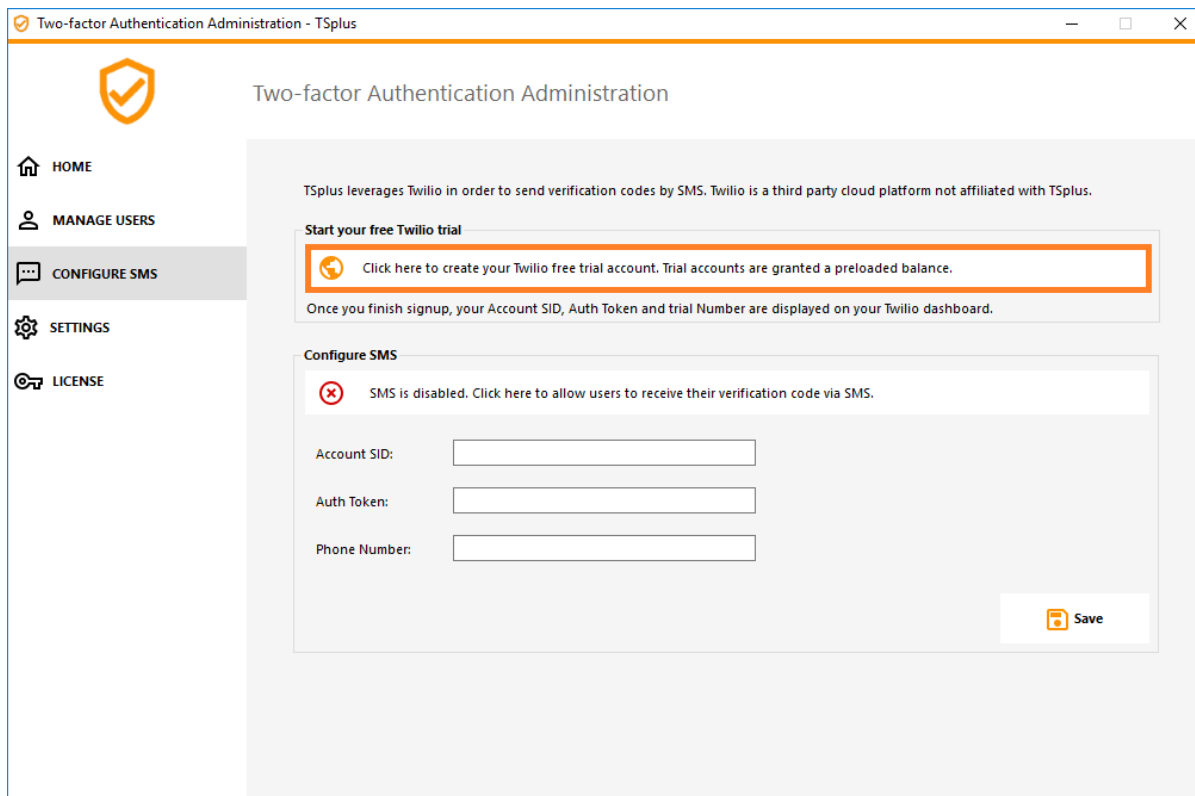 Two-factor Authentication Administration - TSplus
Two-factor Authentication Administration
HOME
MANAGE USERS
CONFIGURE SMS
SETTINGS
LICENSE
TSplus leverages Twilio in order to send verification codes by SMS. Twilio is a third party cloud platform not affiliated with TSplus.
Start your free Twilio trial
Click here to create your Twilio free trial account. Trial accounts are granted a preloaded balance.
Once you finish signup, your Account SID, Auth Token and trial Number are displayed on your Twilio dashboard.
Configure SMS
SMS is disabled. Click here to allow users to receive their verification code via SMS.
Account SID:
Auth Token:
Phone Number:
Save